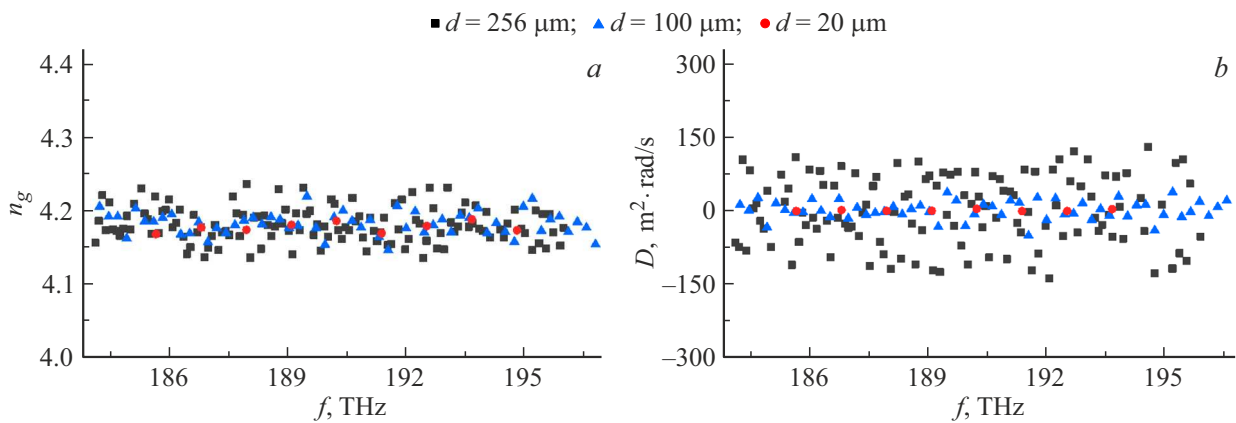 ■ d = 256 μm; ▲ d = 100 μm; ● d = 20 μm
a
n_g
4.4
4.3
4.2
4.1
4.0
186 189 192 195
f, THz
b
D, m²· rad/s
300
150
0
–150
–300
186 189 192 195
f, THz